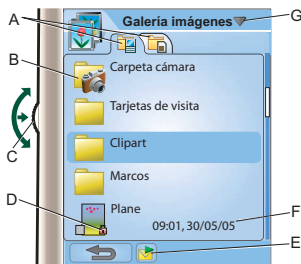 A
Galería imágenes
G
B
Carpeta cámara
Tarjetas de visita
C
Clipart
Marcos
D
Plane
09:01, 30/05/05
F
E